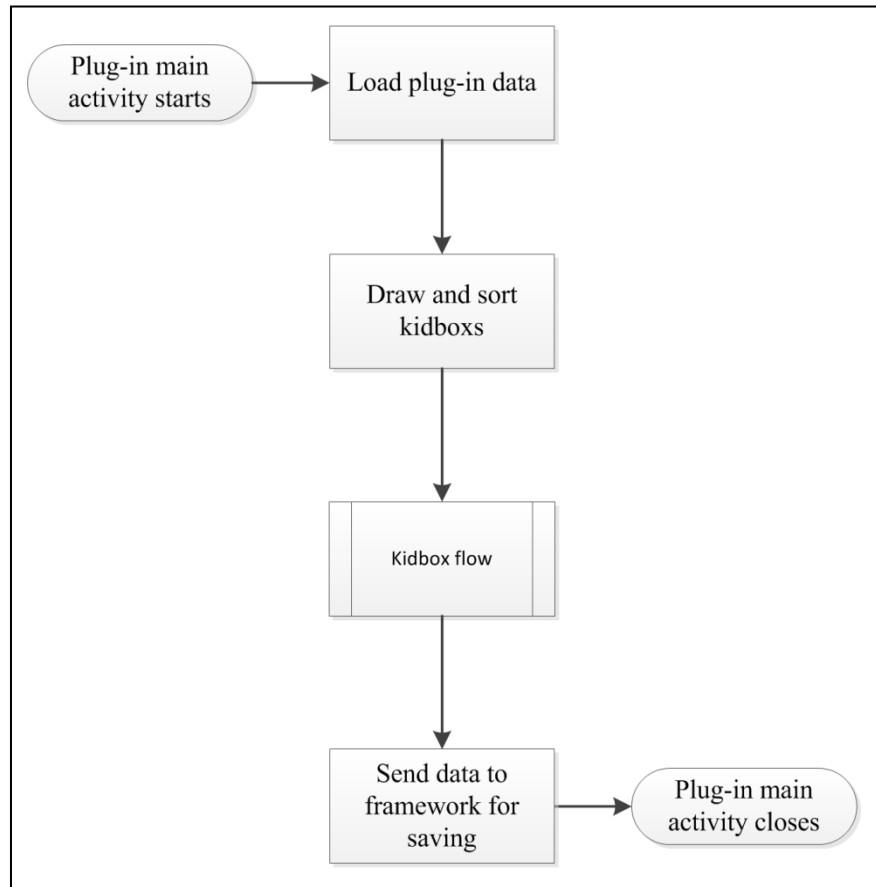 Plug-in main
activity starts
Load plug-in data
Draw and sort
kidboxs
Kidbox flow
Send data to
framework for
saving
Plug-in main
activity closes